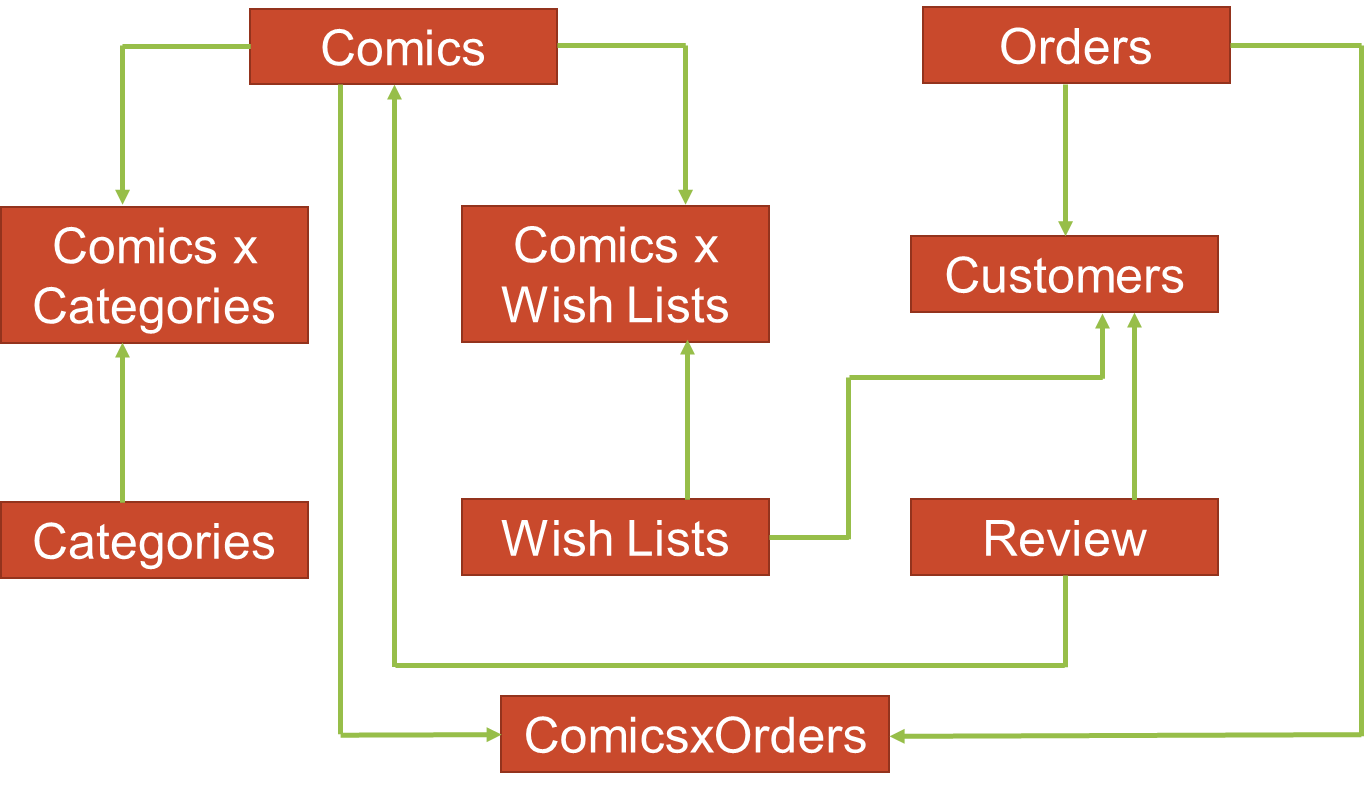 Comics
Orders
Comics x
Categories
Comics x
Wish Lists
Customers
Categories
Wish Lists
Review
ComicsxOrders